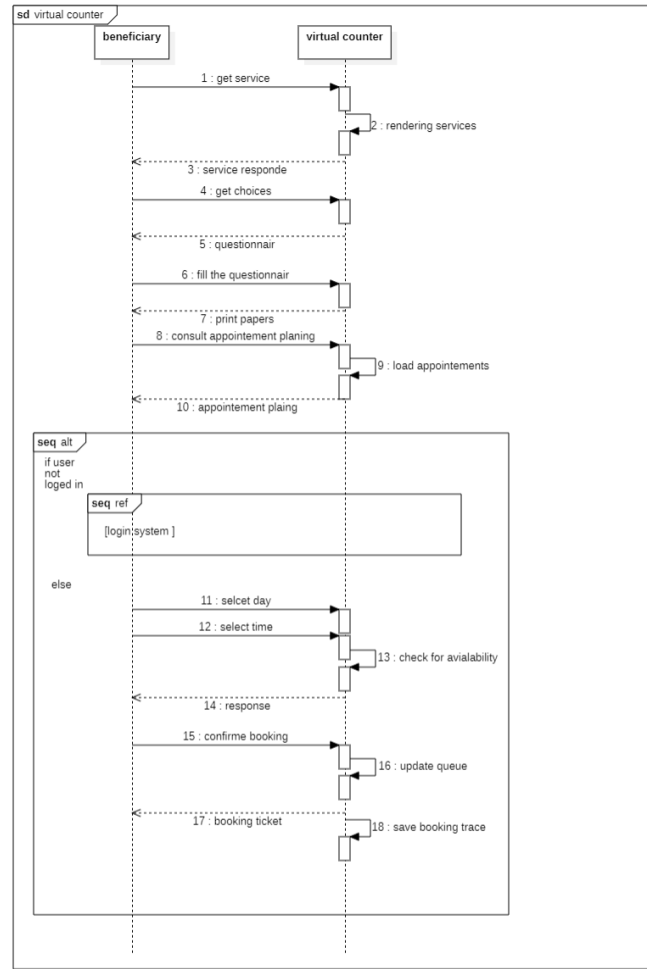 sd virtual counter
beneficiary
virtual counter
1 : get service
2 : rendering services
3 : service responde
4 : get choices
5 : questionnair
6 : fill the questionnair
7 : print papers
8 : consult appointement planing
9 : load appointements
10 : appointement plaing
seq alt
if user
not
loged in
seq ref
[login system ]
else
11 : selcet day
12 : select time
13 : check for avialability
14 : response
15 : confirme booking
16 : update queue
17 : booking ticket
18 : save booking trace